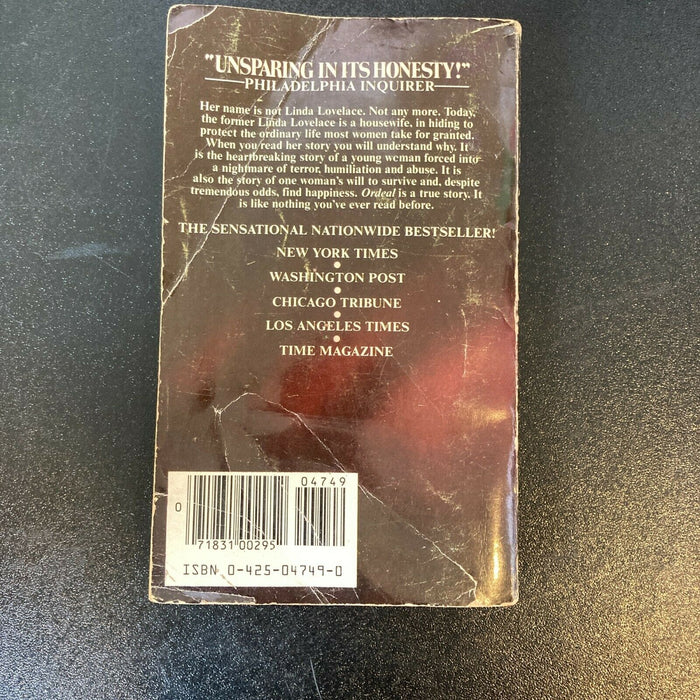 "UNSPARING IN ITS HONESTY!"
PHILADELPHIA INQUIRER
Her name is not Linda Lovelace. Not any more. Today,
the former Linda Lovelace is a housewife, in hiding to
protect the ordinary life most women take for granted.
When you read her story you will understand why. It
is the heartbreaking story of a young woman forced into
a nightmare of terror, humiliation and abuse. It is
also the story of one woman's will to survive and, despite
tremendous odds, find happiness. Ordeal is a true story. It
is like nothing you've ever read before.
THE SENSATIONAL NATIONWIDE BESTSELLER!
NEW YORK TIMES
•
WASHINGTON POST
•
CHICAGO TRIBUNE
•
LOS ANGELES TIMES
•
TIME MAGAZINE
04749
0
71831 00295
ISBN 0-425-04749-0